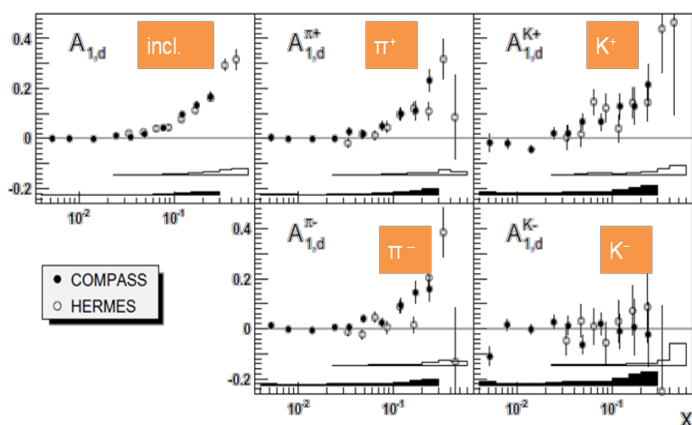 0.4
0.2
0
-0.2
A₁,d
incl.
A₁,d^π+
π⁺
A₁,d^K+
K⁺
10⁻²
10⁻¹
A₁,d^π-
π⁻
A₁,d^K-
K⁻
0.4
0.2
0
-0.2
COMPASS
HERMES
10⁻²
10⁻¹
10⁻²
10⁻¹
x